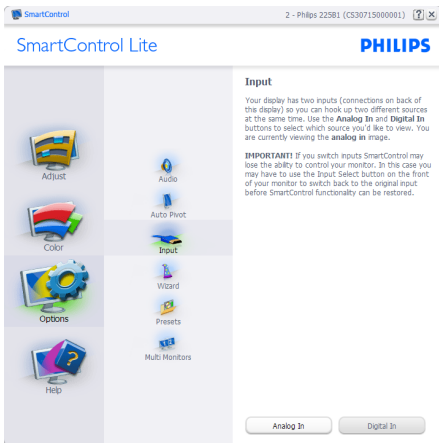 SmartControl
2 - Philips 225B1 (CS30715000001)
SmartControl Lite
PHILIPS
Adjust
Color
Options
Help
Audio
Auto Pivot
Input
Wizard
Presets
Multi Monitors
Input
Your display has two inputs (connections on back of
this display) so you can hook up two different sources
at the same time. Use the Analog In and Digital In
buttons to select which source you'd like to view. You
are currently viewing the analog in image.
IMPORTANT! If you switch inputs SmartControl may
lose the ability to control your monitor. In this case you
may have to use the Input Select button on the front
of your monitor to switch back to the original input
before SmartControl functionality can be restored.
Analog In
Digital In